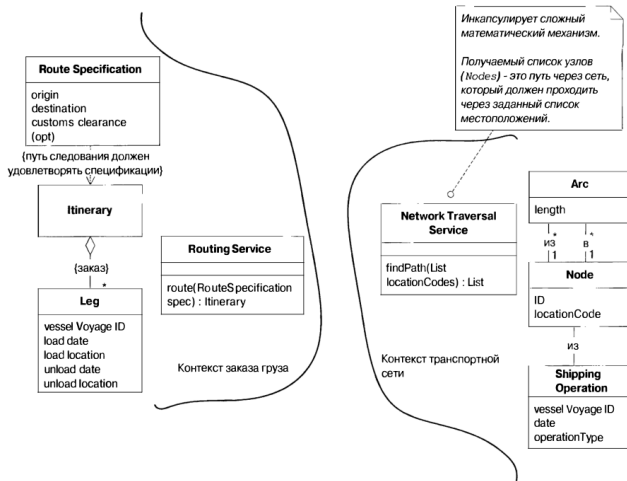 Route Specification
origin
destination
customs clearance
(opt)
{путь следования должен
удовлетворять спецификации}
Itinerary
{заказ}
*
Leg
vessel Voyage ID
load date
load location
unload date
unload location
Routing Service
route(RouteSpecification
spec) : Itinerary
Контекст заказа груза
Инкапсулирует сложный
математический механизм.
Получаемый список узлов
(Nodes) - это путь через сеть,
который должен проходить
через заданный список
местоположений.
Network Traversal
Service
findPath(List
locationCodes) : List
Контекст транспортной
сети
Arc
length
* *
из в
1 1
Node
ID
locationCode
из
Shipping
Operation
vessel Voyage ID
date
operationType